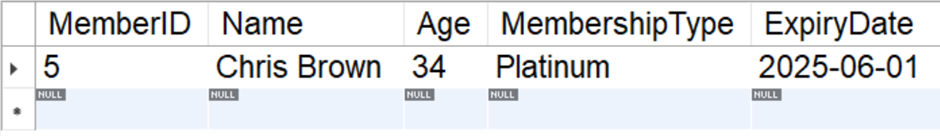 MemberID Name Age MembershipType ExpiryDate
5 Chris Brown 34 Platinum 2025-06-01
NULL NULL NULL NULL NULL